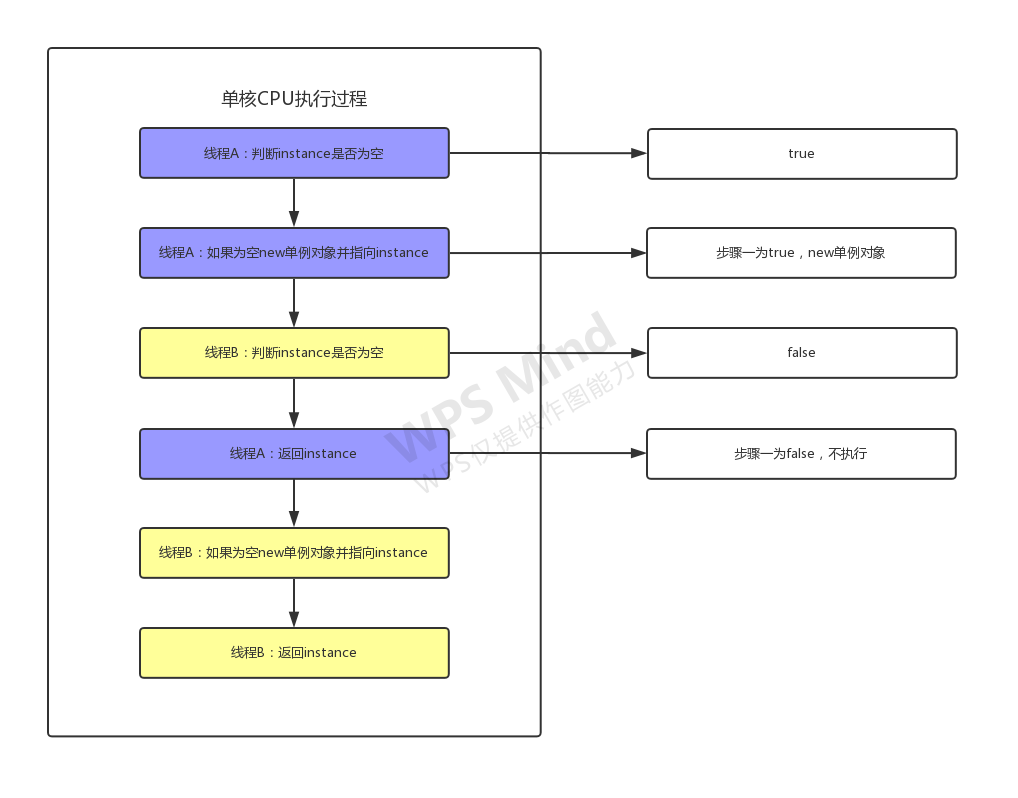 单核CPU执行过程
线程A：判断instance是否为空
true
线程A：如果为空new单例对象并指向instance
步骤一为true，new单例对象
线程B：判断instance是否为空
false
线程A：返回instance
步骤一为false，不执行
线程B：如果为空new单例对象并指向instance
线程B：返回instance
WPS Mind
WPS仅提供作图能力